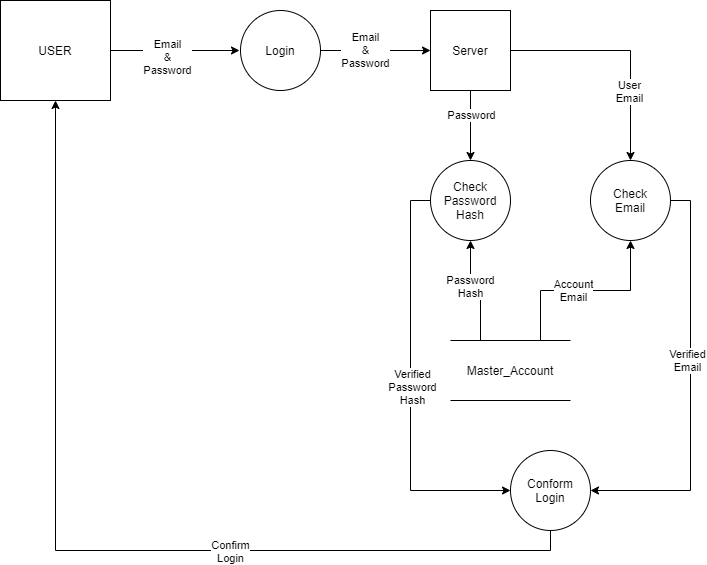 USER
Email
&
Password
Login
Email
&
Password
Server
User
Email
Password
Check
Password
Hash
Check
Email
Password
Hash
Account
Email
Master_Account
Verified
Password
Hash
Verified
Email
Conform
Login
Confirm
Login